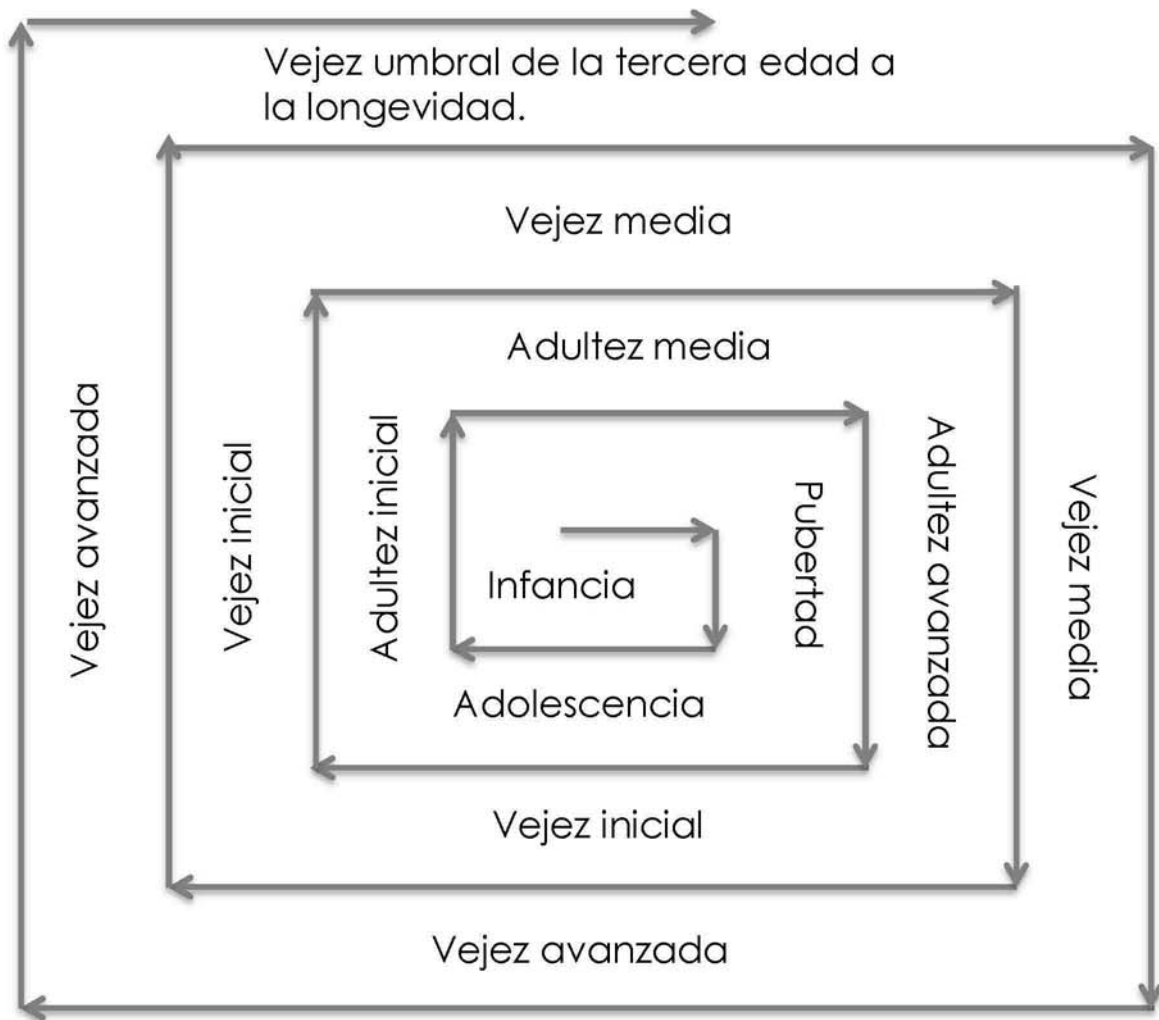 Vejez umbral de la tercera edad a
la longevidad.
Vejez media
Adultez media
Vejez avanzada
Vejez inicial
Adultez inicial
Infancia
Pubertad
Adultez avanzada
Vejez media
Adolescencia
Vejez inicial
Vejez avanzada